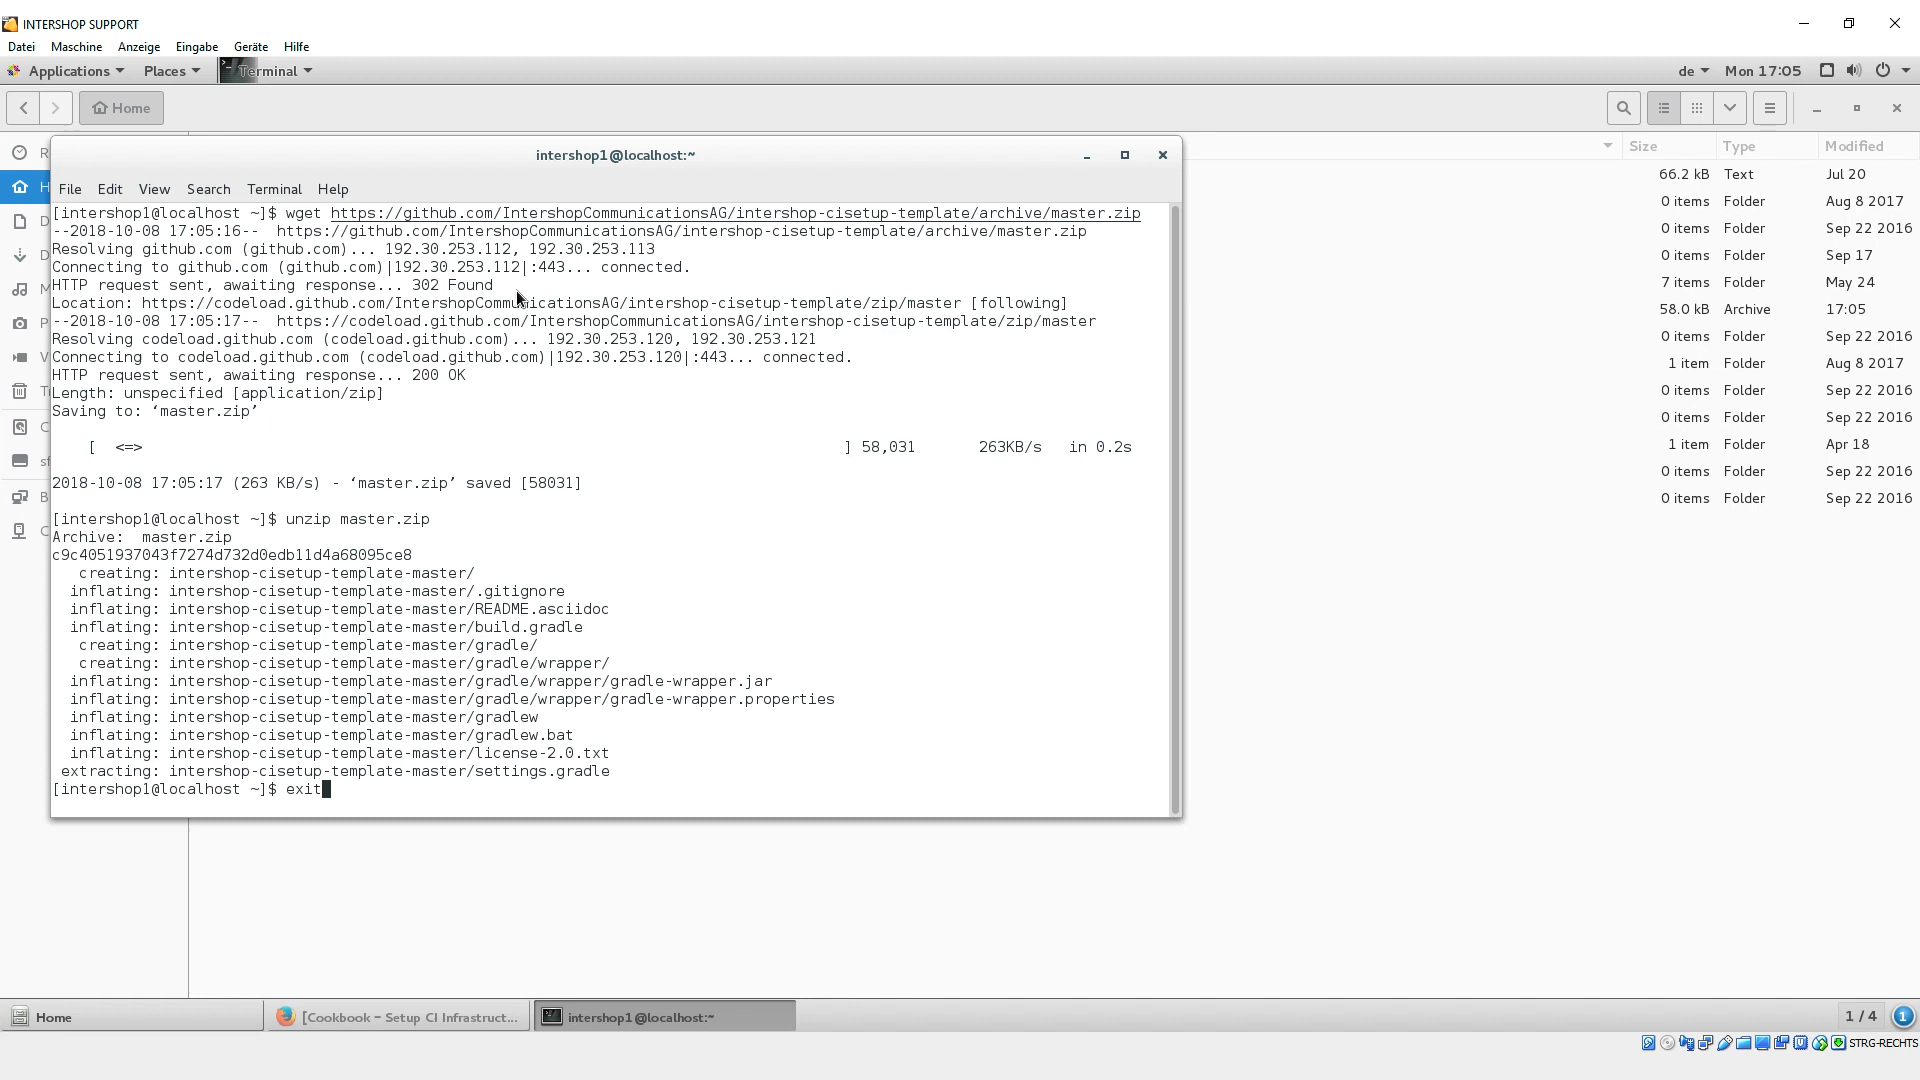 INTERSHOP SUPPORT
Datei Maschine Anzeige Eingabe Geräte Hilfe
Applications Places Terminal de Mon 17:05
Home
Size Type Modified
intershop1@localhost:~
File Edit View Search Terminal Help
[intershop1@localhost ~]$ wget https://github.com/IntershopCommunicationsAG/intershop-cisetup-template/archive/master.zip
--2018-10-08 17:05:16--  https://github.com/IntershopCommunicationsAG/intershop-cisetup-template/archive/master.zip
Resolving github.com (github.com)... 192.30.253.112, 192.30.253.113
Connecting to github.com (github.com)|192.30.253.112|:443... connected.
HTTP request sent, awaiting response... 302 Found
Location: https://codeload.github.com/IntershopCommunicationsAG/intershop-cisetup-template/zip/master [following]
--2018-10-08 17:05:17--  https://codeload.github.com/IntershopCommunicationsAG/intershop-cisetup-template/zip/master
Resolving codeload.github.com (codeload.github.com)... 192.30.253.120, 192.30.253.121
Connecting to codeload.github.com (codeload.github.com)|192.30.253.120|:443... connected.
HTTP request sent, awaiting response... 200 OK
Length: unspecified [application/zip]
Saving to: ‘master.zip’
[ <=> ] 58,031 263KB/s in 0.2s
2018-10-08 17:05:17 (263 KB/s) - ‘master.zip’ saved [58031]
[intershop1@localhost ~]$ unzip master.zip
Archive:  master.zip
c9c4051937043f7274d732d0edb11d4a68095ce8
creating: intershop-cisetup-template-master/
inflating: intershop-cisetup-template-master/.gitignore
inflating: intershop-cisetup-template-master/README.asciidoc
inflating: intershop-cisetup-template-master/build.gradle
creating: intershop-cisetup-template-master/gradle/
creating: intershop-cisetup-template-master/gradle/wrapper/
inflating: intershop-cisetup-template-master/gradle/wrapper/gradle-wrapper.jar
inflating: intershop-cisetup-template-master/gradle/wrapper/gradle-wrapper.properties
inflating: intershop-cisetup-template-master/gradlew
inflating: intershop-cisetup-template-master/gradlew.bat
inflating: intershop-cisetup-template-master/license-2.0.txt
extracting: intershop-cisetup-template-master/settings.gradle
[intershop1@localhost ~]$ exit
66.2 kB Text Jul 20
0 items Folder Aug 8 2017
0 items Folder Sep 22 2016
0 items Folder Sep 17
7 items Folder May 24
58.0 kB Archive 17:05
0 items Folder Sep 22 2016
1 item Folder Aug 8 2017
0 items Folder Sep 22 2016
0 items Folder Sep 22 2016
1 item Folder Apr 18
0 items Folder Sep 22 2016
0 items Folder Sep 22 2016
Home [Cookbook – Setup CI Infrastruct... intershop1@localhost:~ 1 / 4 1
STRG-RECHTS